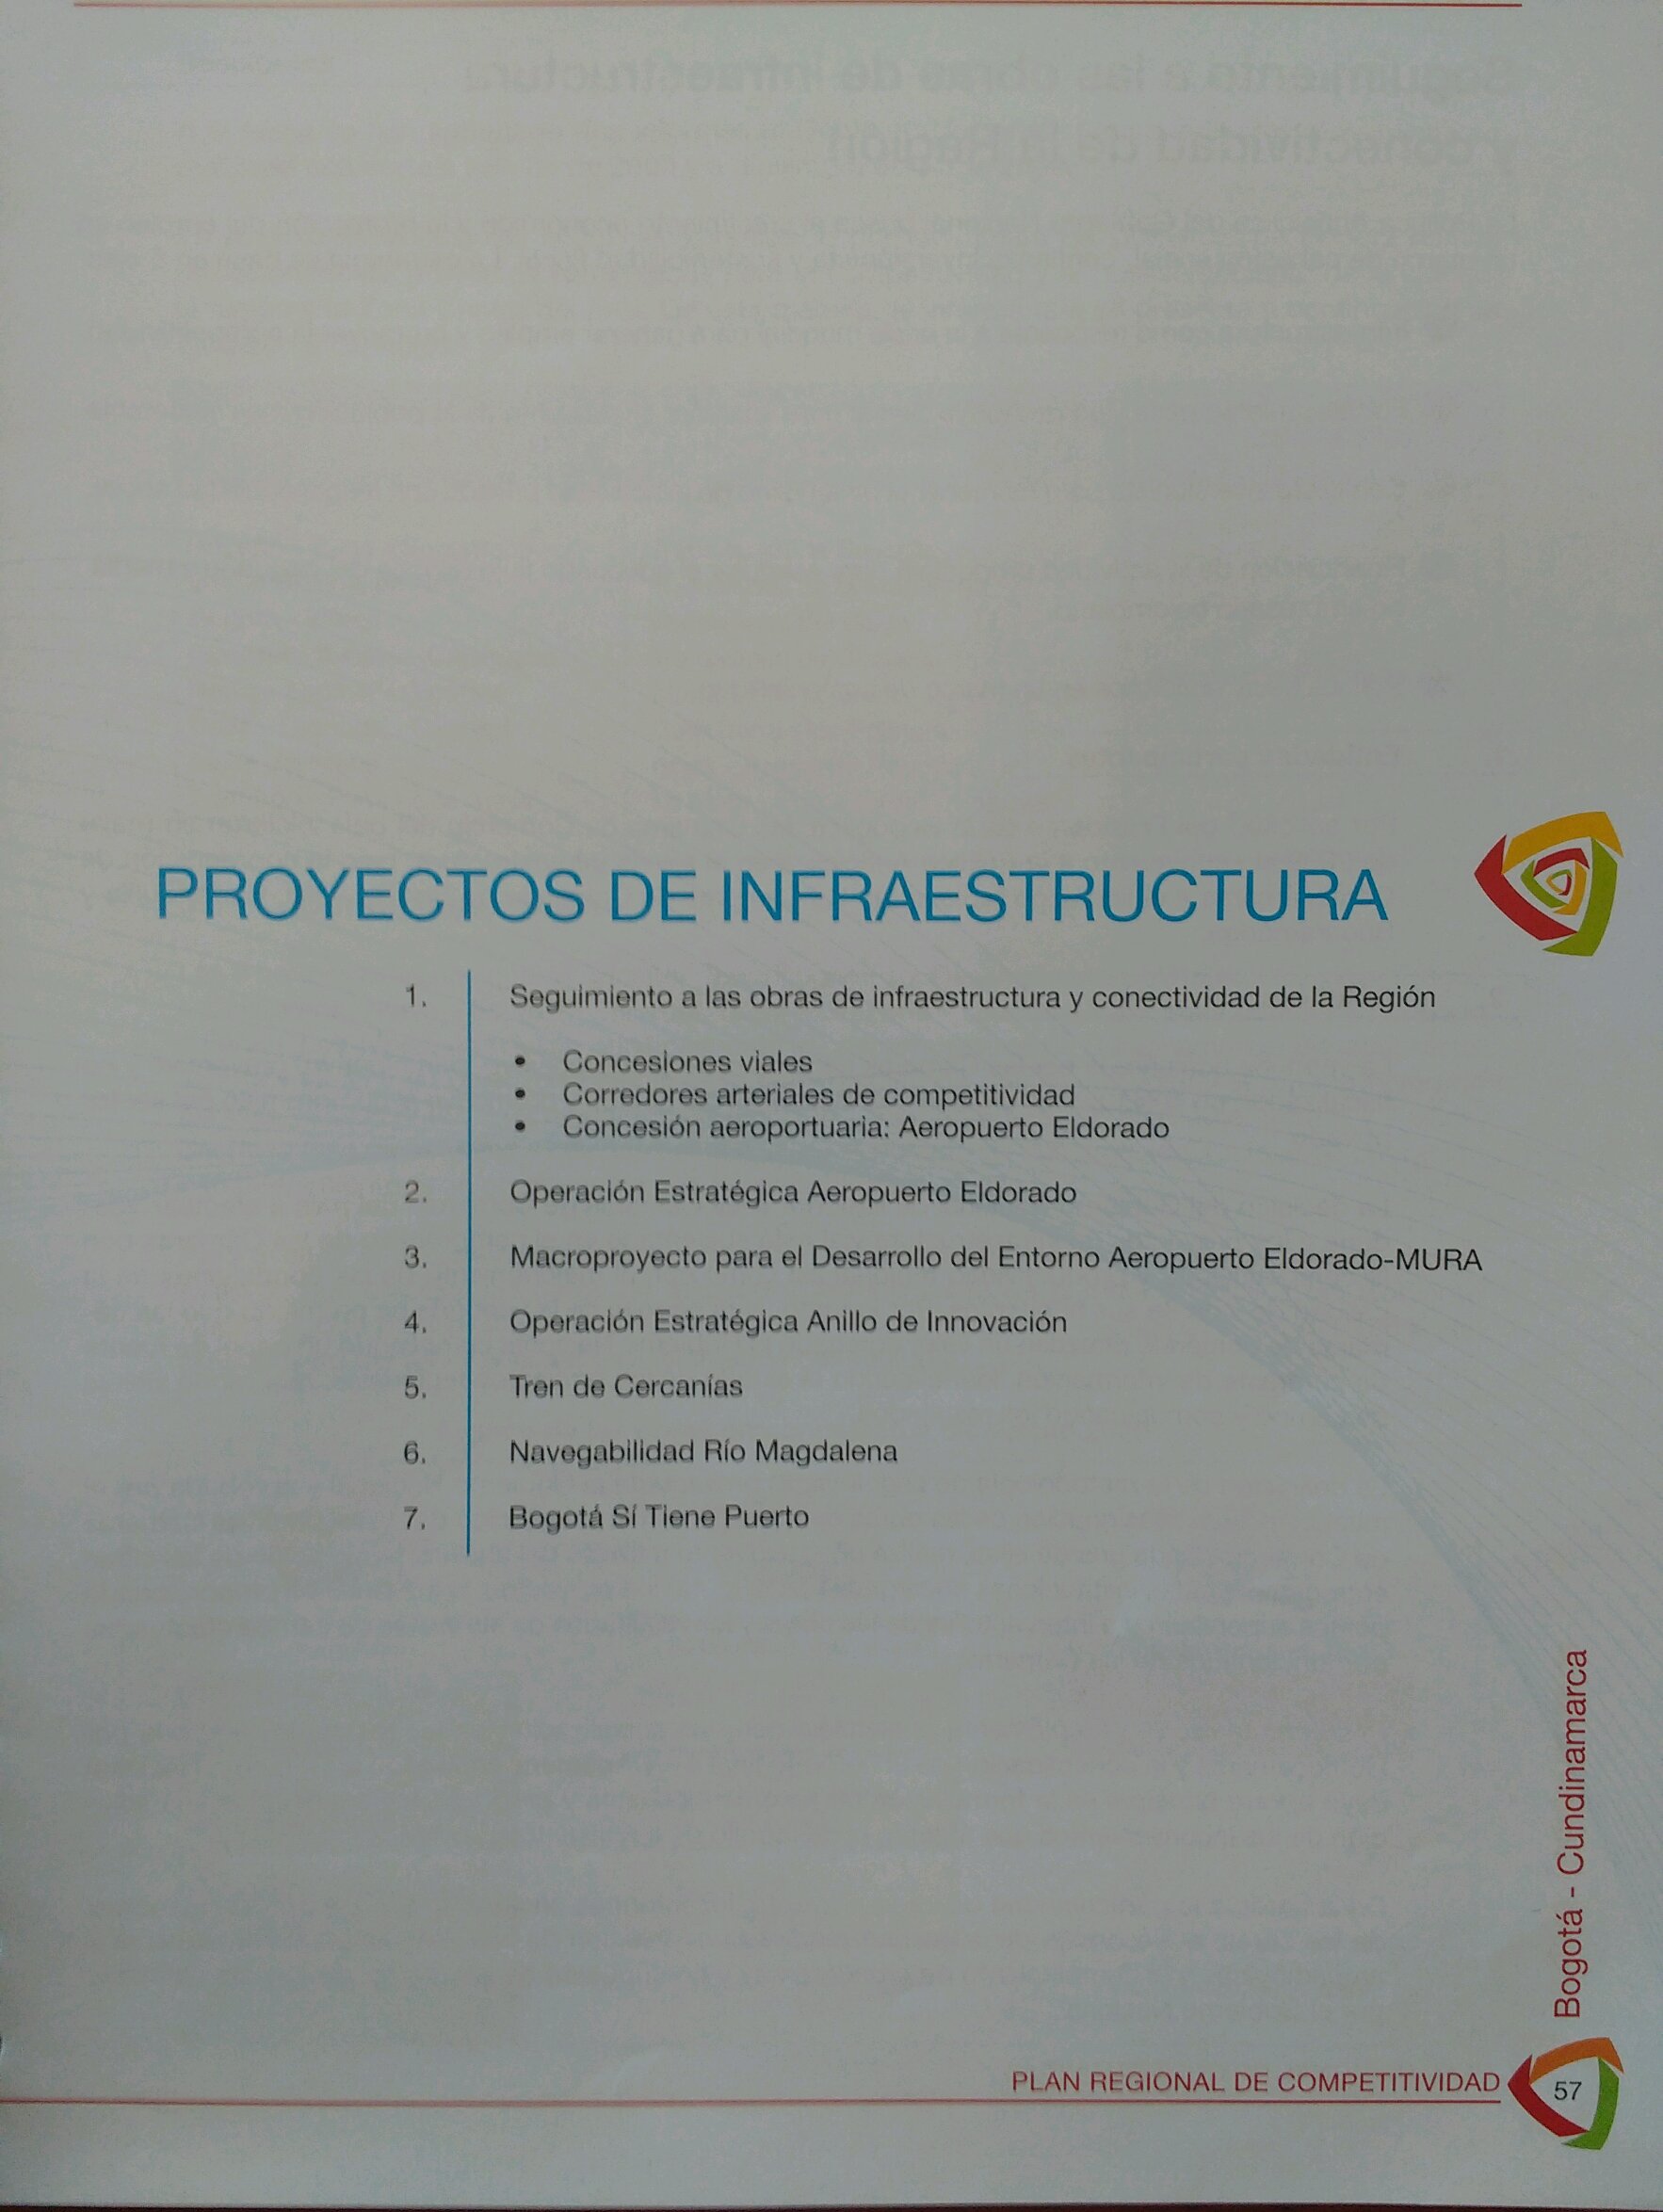 PROYECTOS DE INFRAESTRUCTURA
1. Seguimiento a las obras de infraestructura y conectividad de la Región
• Concesiones viales
• Corredores arteriales de competitividad
• Concesión aeroportuaria: Aeropuerto Eldorado
2. Operación Estratégica Aeropuerto Eldorado
3. Macroproyecto para el Desarrollo del Entorno Aeropuerto Eldorado-MURA
4. Operación Estratégica Anillo de Innovación
5. Tren de Cercanías
6. Navegabilidad Río Magdalena
7. Bogotá Sí Tiene Puerto
Bogotá - Cundinamarca
PLAN REGIONAL DE COMPETITIVIDAD
57